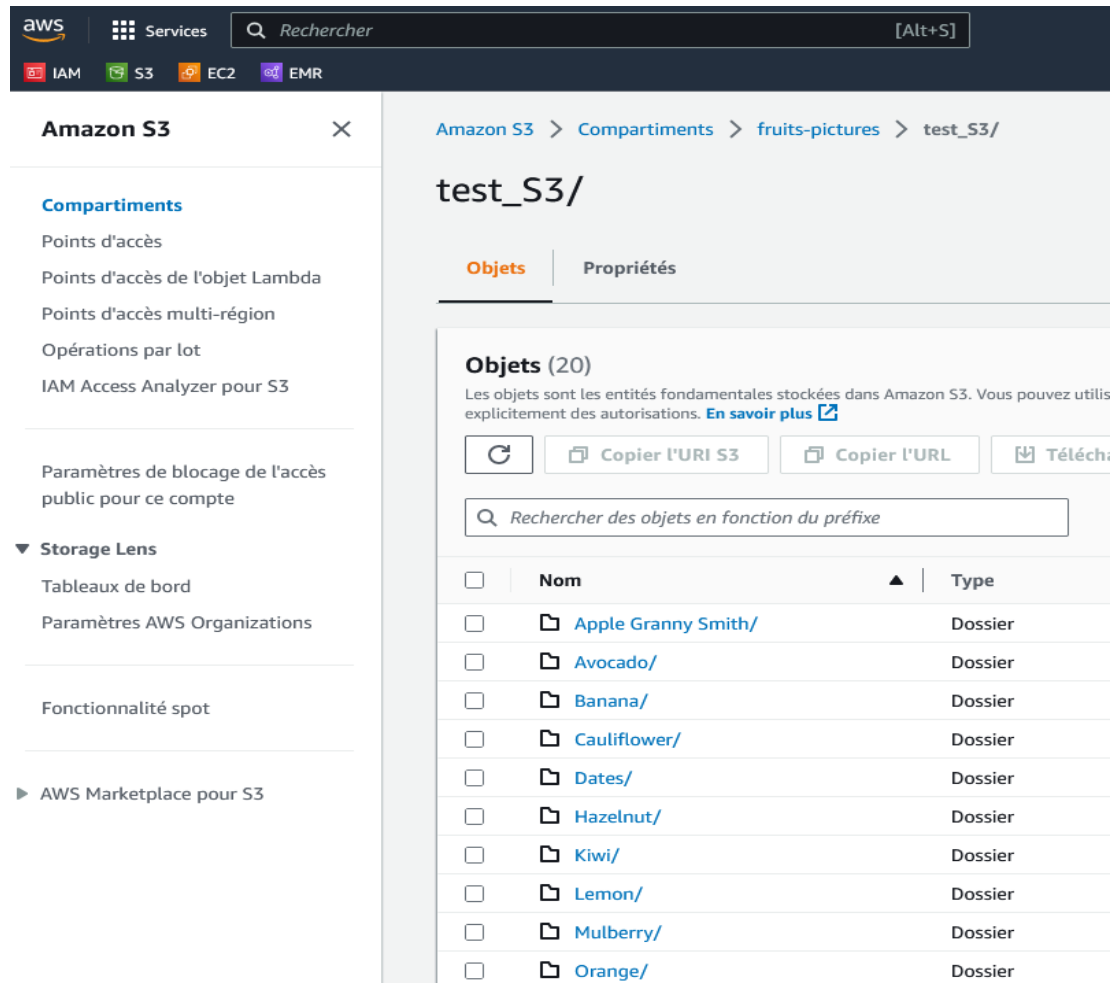 aws Services Rechercher [Alt+S]
IAM S3 EC2 EMR
Amazon S3
Compartiments
Points d'accès
Points d'accès de l'objet Lambda
Points d'accès multi-région
Opérations par lot
IAM Access Analyzer pour S3
Paramètres de blocage de l'accès
public pour ce compte
Storage Lens
Tableaux de bord
Paramètres AWS Organizations
Fonctionnalité spot
AWS Marketplace pour S3
Amazon S3 > Compartiments > fruits-pictures > test_S3/
test_S3/
Objets Propriétés
Objets (20)
Les objets sont les entités fondamentales stockées dans Amazon S3. Vous pouvez utilis
explicitement des autorisations. En savoir plus
Copier l'URI S3 Copier l'URL Télécha
Rechercher des objets en fonction du préfixe
Nom Type
Apple Granny Smith/ Dossier
Avocado/ Dossier
Banana/ Dossier
Cauliflower/ Dossier
Dates/ Dossier
Hazelnut/ Dossier
Kiwi/ Dossier
Lemon/ Dossier
Mulberry/ Dossier
Orange/ Dossier